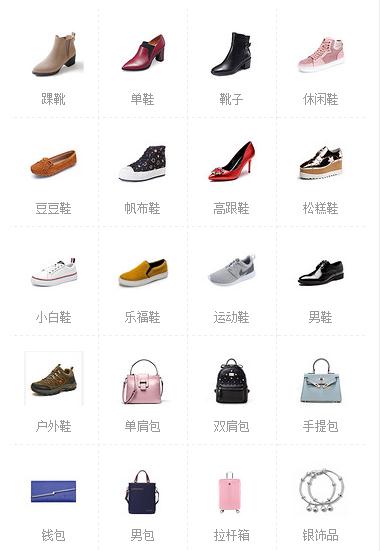 踝靴
单鞋
靴子
休闲鞋
豆豆鞋
帆布鞋
高跟鞋
松糕鞋
小白鞋
乐福鞋
运动鞋
男鞋
户外鞋
单肩包
双肩包
手提包
钱包
男包
拉杆箱
银饰品